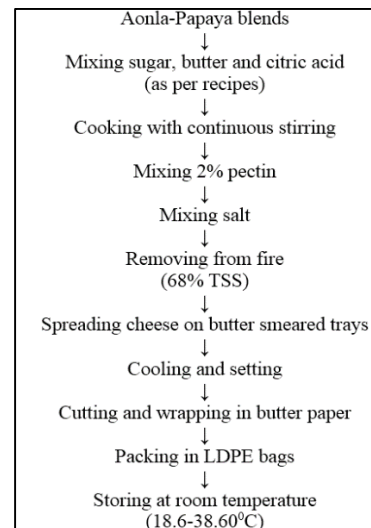 Aonla-Papaya blends
↓
Mixing sugar, butter and citric acid
(as per recipes)
↓
Cooking with continuous stirring
↓
Mixing 2% pectin
↓
Mixing salt
↓
Removing from fire
(68% TSS)
↓
Spreading cheese on butter smeared trays
↓
Cooling and setting
↓
Cutting and wrapping in butter paper
↓
Packing in LDPE bags
↓
Storing at room temperature
(18.6-38.60⁰C)